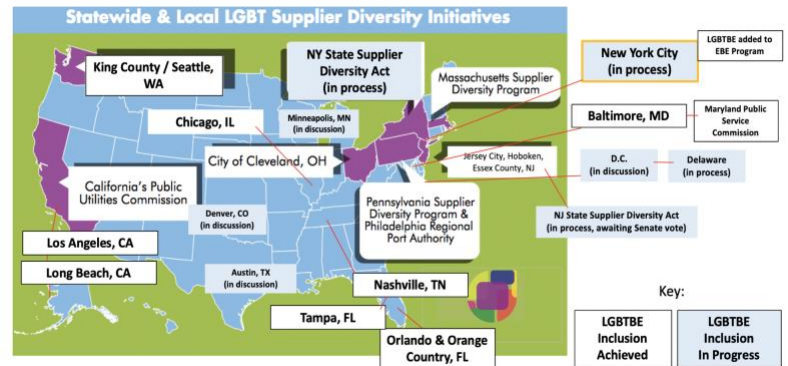 Statewide & Local LGBT Supplier Diversity Initiatives
King County / Seattle,
WA
NY State Supplier
Diversity Act
(in process)
New York City
(in process)
LGBTBE added to
EBE Program
Massachusetts Supplier
Diversity Program
Chicago, IL
Minneapolis, MN
(in discussion)
Baltimore, MD
Maryland Public
Service
Commission
City of Cleveland, OH
Jersey City, Hoboken,
Essex County, NJ
D.C.
(in discussion)
Delaware
(in process)
California's Public
Utilities Commission
Pennsylvania Supplier
Diversity Program &
Philadelphia Regional
Port Authority
Denver, CO
(in discussion)
NJ State Supplier Diversity Act
(in process, awaiting Senate vote)
Los Angeles, CA
Long Beach, CA
Austin, TX
(in discussion)
Nashville, TN
Tampa, FL
Orlando & Orange
Country, FL
Key:
LGBTBE
Inclusion
Achieved
LGBTBE
Inclusion
In Progress